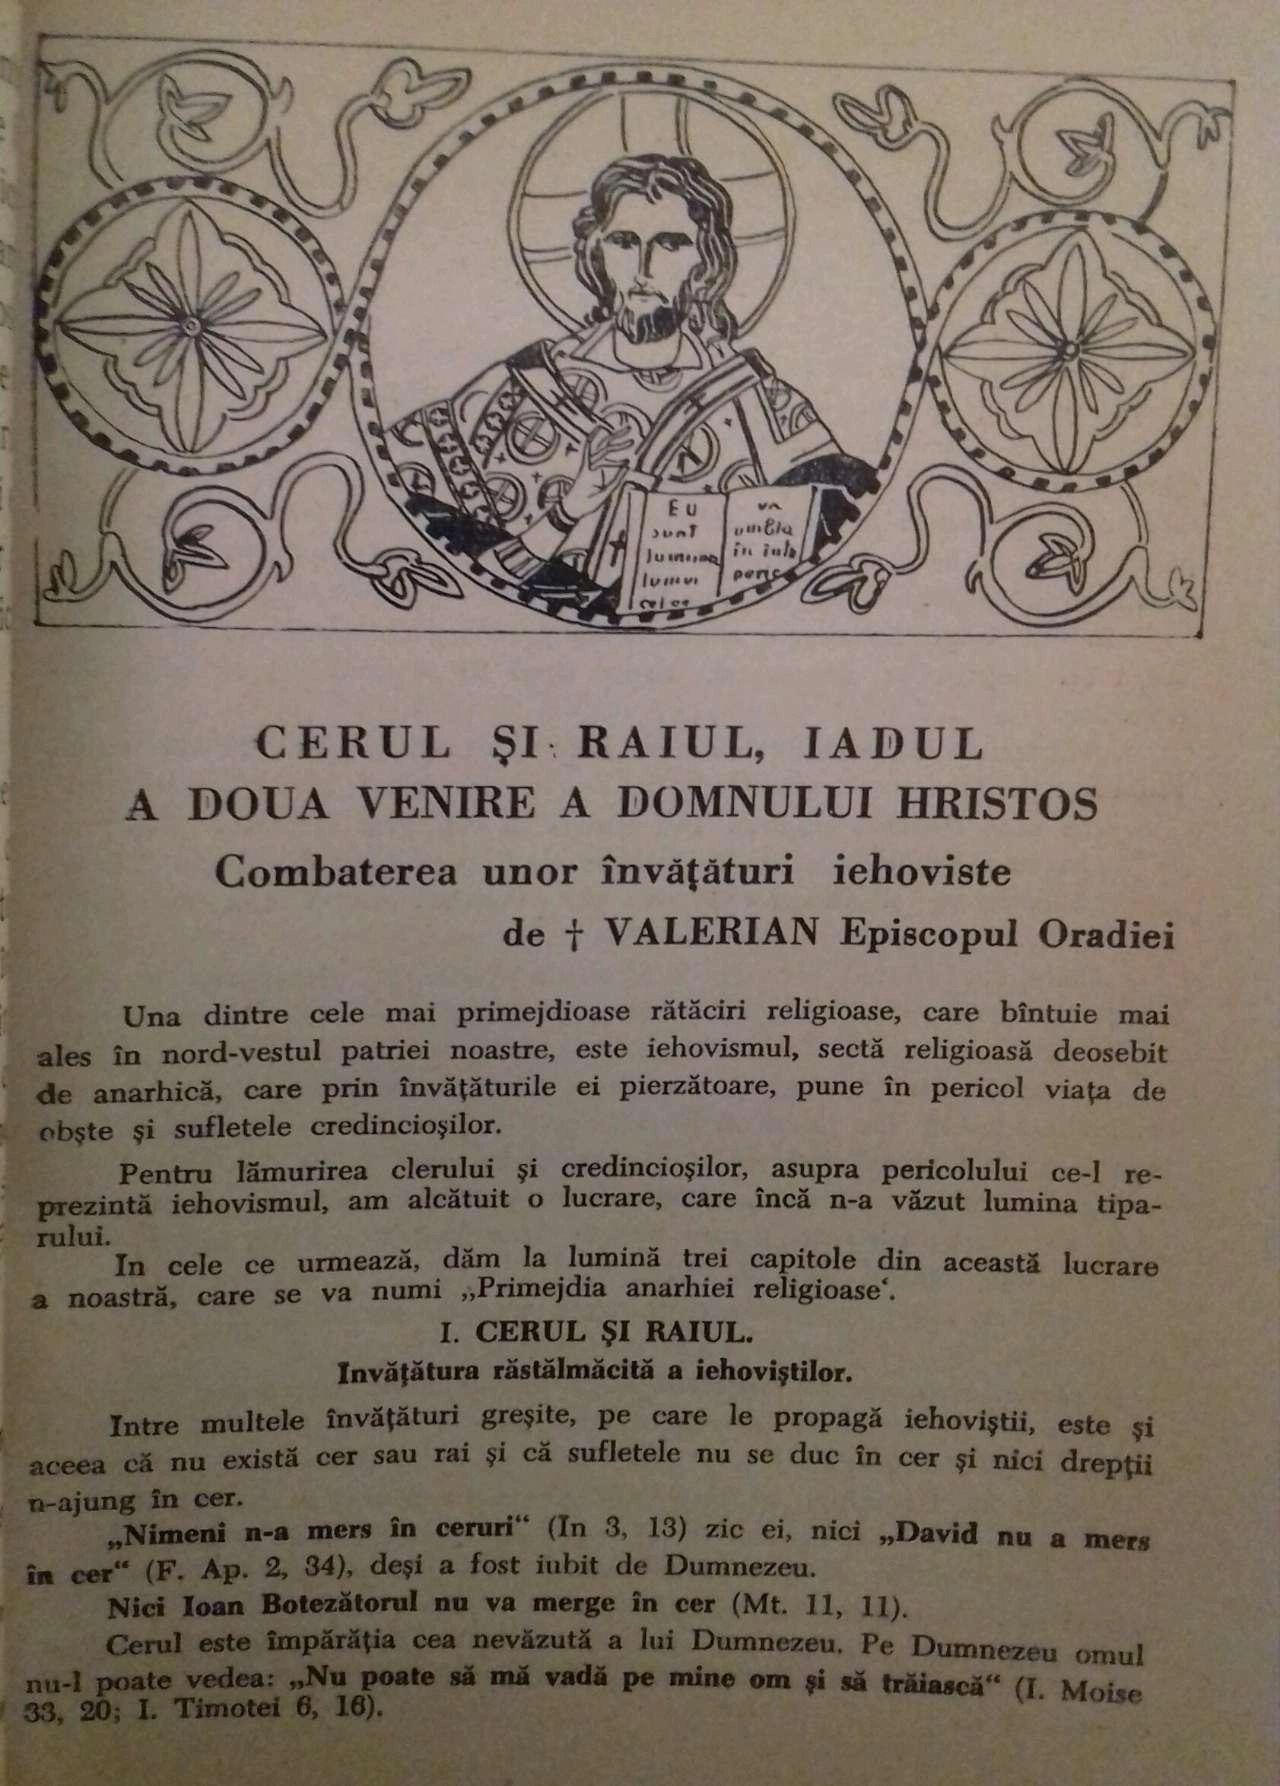 EU
sunt
lumina
lumii
va
umbla
în
CERUL ŞI RAIUL, IADUL
A DOUA VENIRE A DOMNULUI HRISTOS
Combaterea unor învăţături iehoviste
de † VALERIAN Episcopul Oradiei
Una dintre cele mai primejdioase rătăciri religioase, care bîntuie mai
ales în nord-vestul patriei noastre, este iehovismul, sectă religioasă deosebit
de anarhică, care prin învăţăturile ei pierzătoare, pune în pericol viaţa de
obşte şi sufletele credincioşilor.
Pentru lămurirea clerului şi credincioşilor, asupra pericolului ce-l re-
prezintă iehovismul, am alcătuit o lucrare, care încă n-a văzut lumina tipa-
rului.
In cele ce urmează, dăm la lumină trei capitole din această lucrare
a noastră, care se va numi „Primejdia anarhiei religioase‘.
I. CERUL ŞI RAIUL.
Invăţătura răstălmăcită a iehoviştilor.
Intre multele învăţături greşite, pe care le propagă iehoviştii, este şi
aceea că nu există cer sau rai şi că sufletele nu se duc în cer şi nici drepţii
n-ajung în cer.
„Nimeni n-a mers în ceruri“ (In 3, 13) zic ei, nici „David nu a mers
în cer“ (F. Ap. 2, 34), deşi a fost iubit de Dumnezeu.
Nici Ioan Botezătorul nu va merge în cer (Mt. 11, 11).
Cerul este împărăţia cea nevăzută a lui Dumnezeu. Pe Dumnezeu omul
nu-l poate vedea: „Nu poate să mă vadă pe mine om şi să trăiască“ (I. Moise
33, 20; I. Timotei 6, 16).